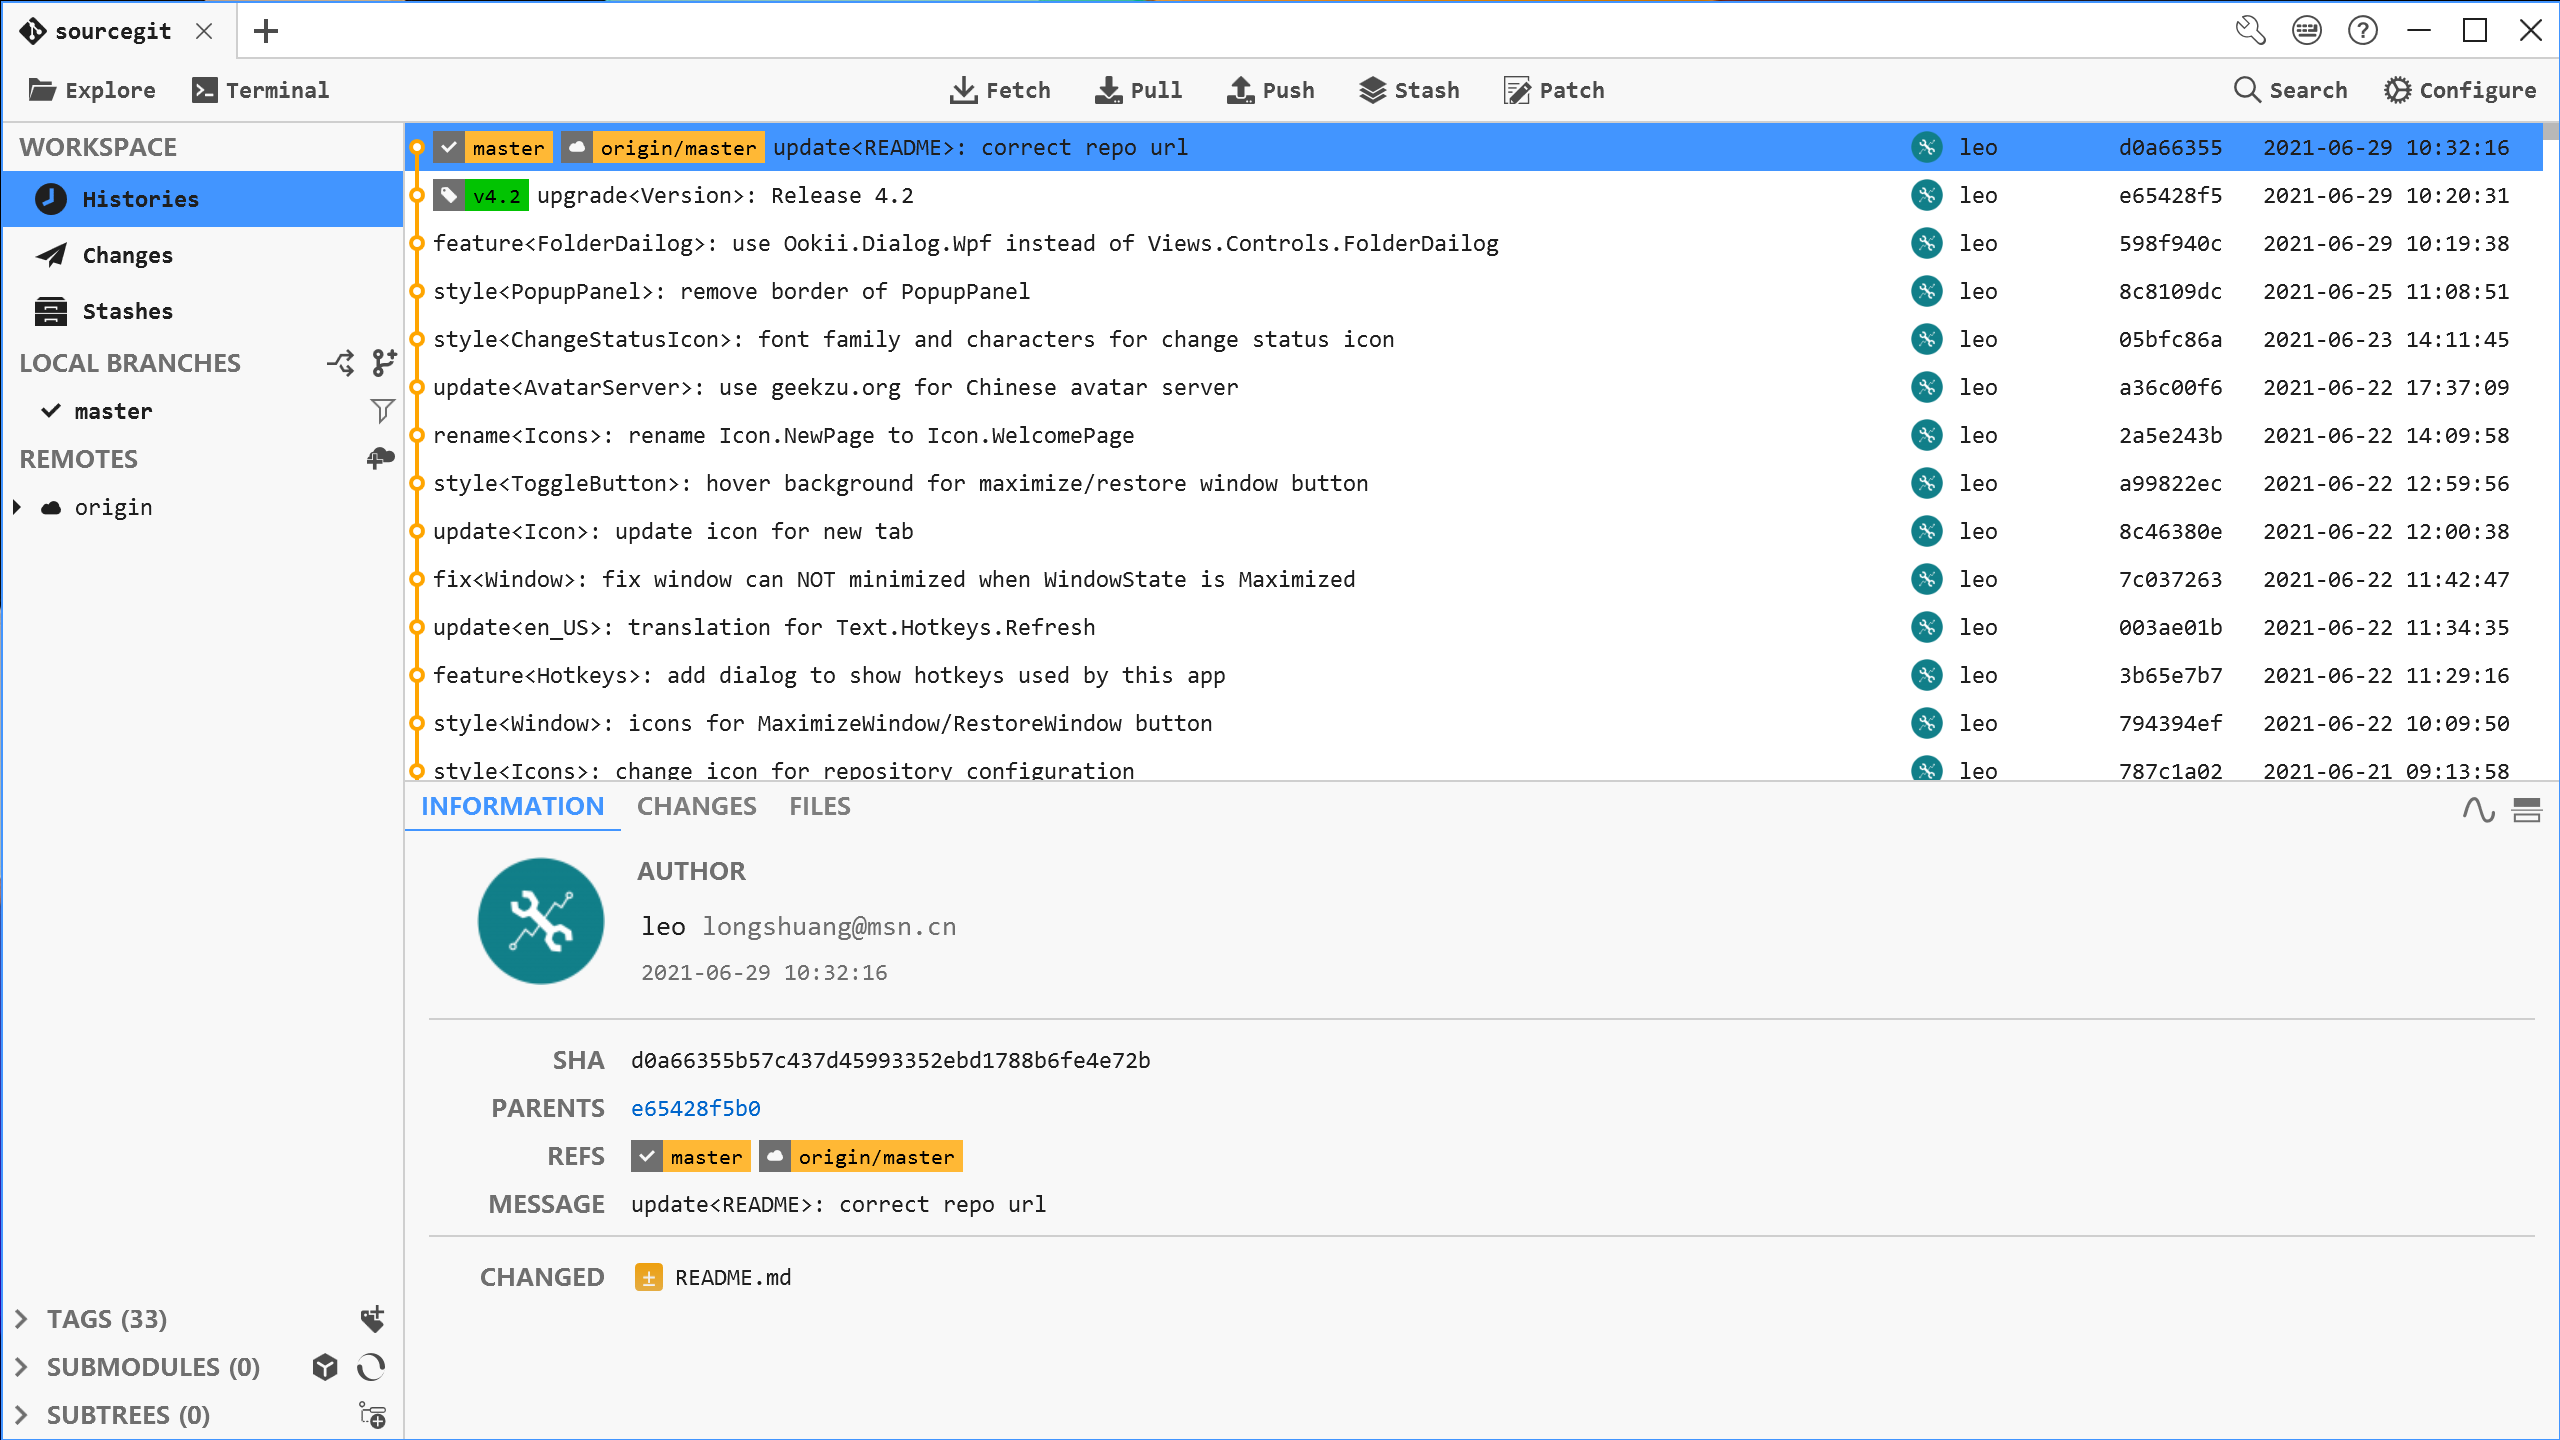 sourcegit
Explore Terminal Fetch Pull Push Stash Patch Search Configure
WORKSPACE
Histories
Changes
Stashes
LOCAL BRANCHES
master
REMOTES
origin
TAGS (33)
SUBMODULES (0)
SUBTREES (0)
master origin/master update<README>: correct repo url leo d0a66355 2021-06-29 10:32:16
v4.2 upgrade<Version>: Release 4.2 leo e65428f5 2021-06-29 10:20:31
feature<FolderDailog>: use Ookii.Dialog.Wpf instead of Views.Controls.FolderDailog leo 598f940c 2021-06-29 10:19:38
style<PopupPanel>: remove border of PopupPanel leo 8c8109dc 2021-06-25 11:08:51
style<ChangeStatusIcon>: font family and characters for change status icon leo 05bfc86a 2021-06-23 14:11:45
update<AvatarServer>: use geekzu.org for Chinese avatar server leo a36c00f6 2021-06-22 17:37:09
rename<Icons>: rename Icon.NewPage to Icon.WelcomePage leo 2a5e243b 2021-06-22 14:09:58
style<ToggleButton>: hover background for maximize/restore window button leo a99822ec 2021-06-22 12:59:56
update<Icon>: update icon for new tab leo 8c46380e 2021-06-22 12:00:38
fix<Window>: fix window can NOT minimized when WindowState is Maximized leo 7c037263 2021-06-22 11:42:47
update<en_US>: translation for Text.Hotkeys.Refresh leo 003ae01b 2021-06-22 11:34:35
feature<Hotkeys>: add dialog to show hotkeys used by this app leo 3b65e7b7 2021-06-22 11:29:16
style<Window>: icons for MaximizeWindow/RestoreWindow button leo 794394ef 2021-06-22 10:09:50
style<Icons>: change icon for repository configuration leo 787c1a02 2021-06-21 09:13:58
INFORMATION CHANGES FILES
AUTHOR
leo longshuang@msn.cn
2021-06-29 10:32:16
SHA d0a66355b57c437d45993352ebd1788b6fe4e72b
PARENTS e65428f5b0
REFS master origin/master
MESSAGE update<README>: correct repo url
CHANGED ± README.md